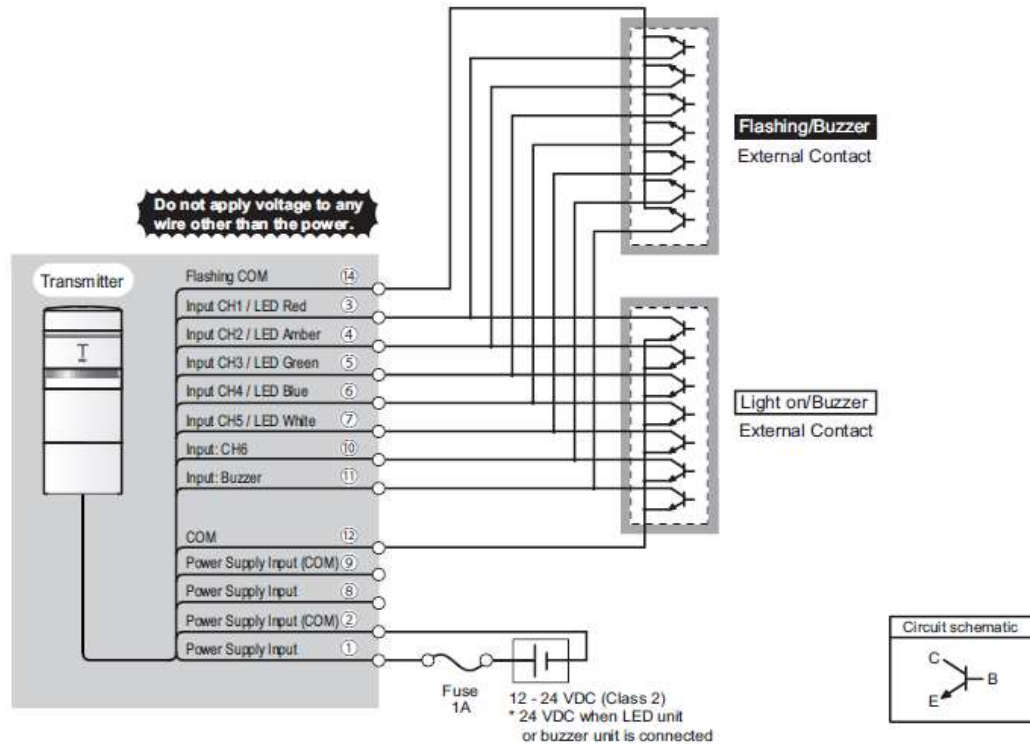 Flashing/Buzzer
External Contact
Do not apply voltage to any
wire other than the power.
Transmitter
Flashing COM ⑭
Input CH1 / LED Red ③
Input CH2 / LED Amber ④
Input CH3 / LED Green ⑤
Input CH4 / LED Blue ⑥
Input CH5 / LED White ⑦
Input: CH6 ⑩
Input: Buzzer ⑪
COM ⑫
Power Supply Input (COM) ⑨
Power Supply Input ⑧
Power Supply Input (COM) ②
Power Supply Input ①
Light on/Buzzer
External Contact
Fuse
1A
12 - 24 VDC (Class 2)
* 24 VDC when LED unit
or buzzer unit is connected
Circuit schematic
C
B
E